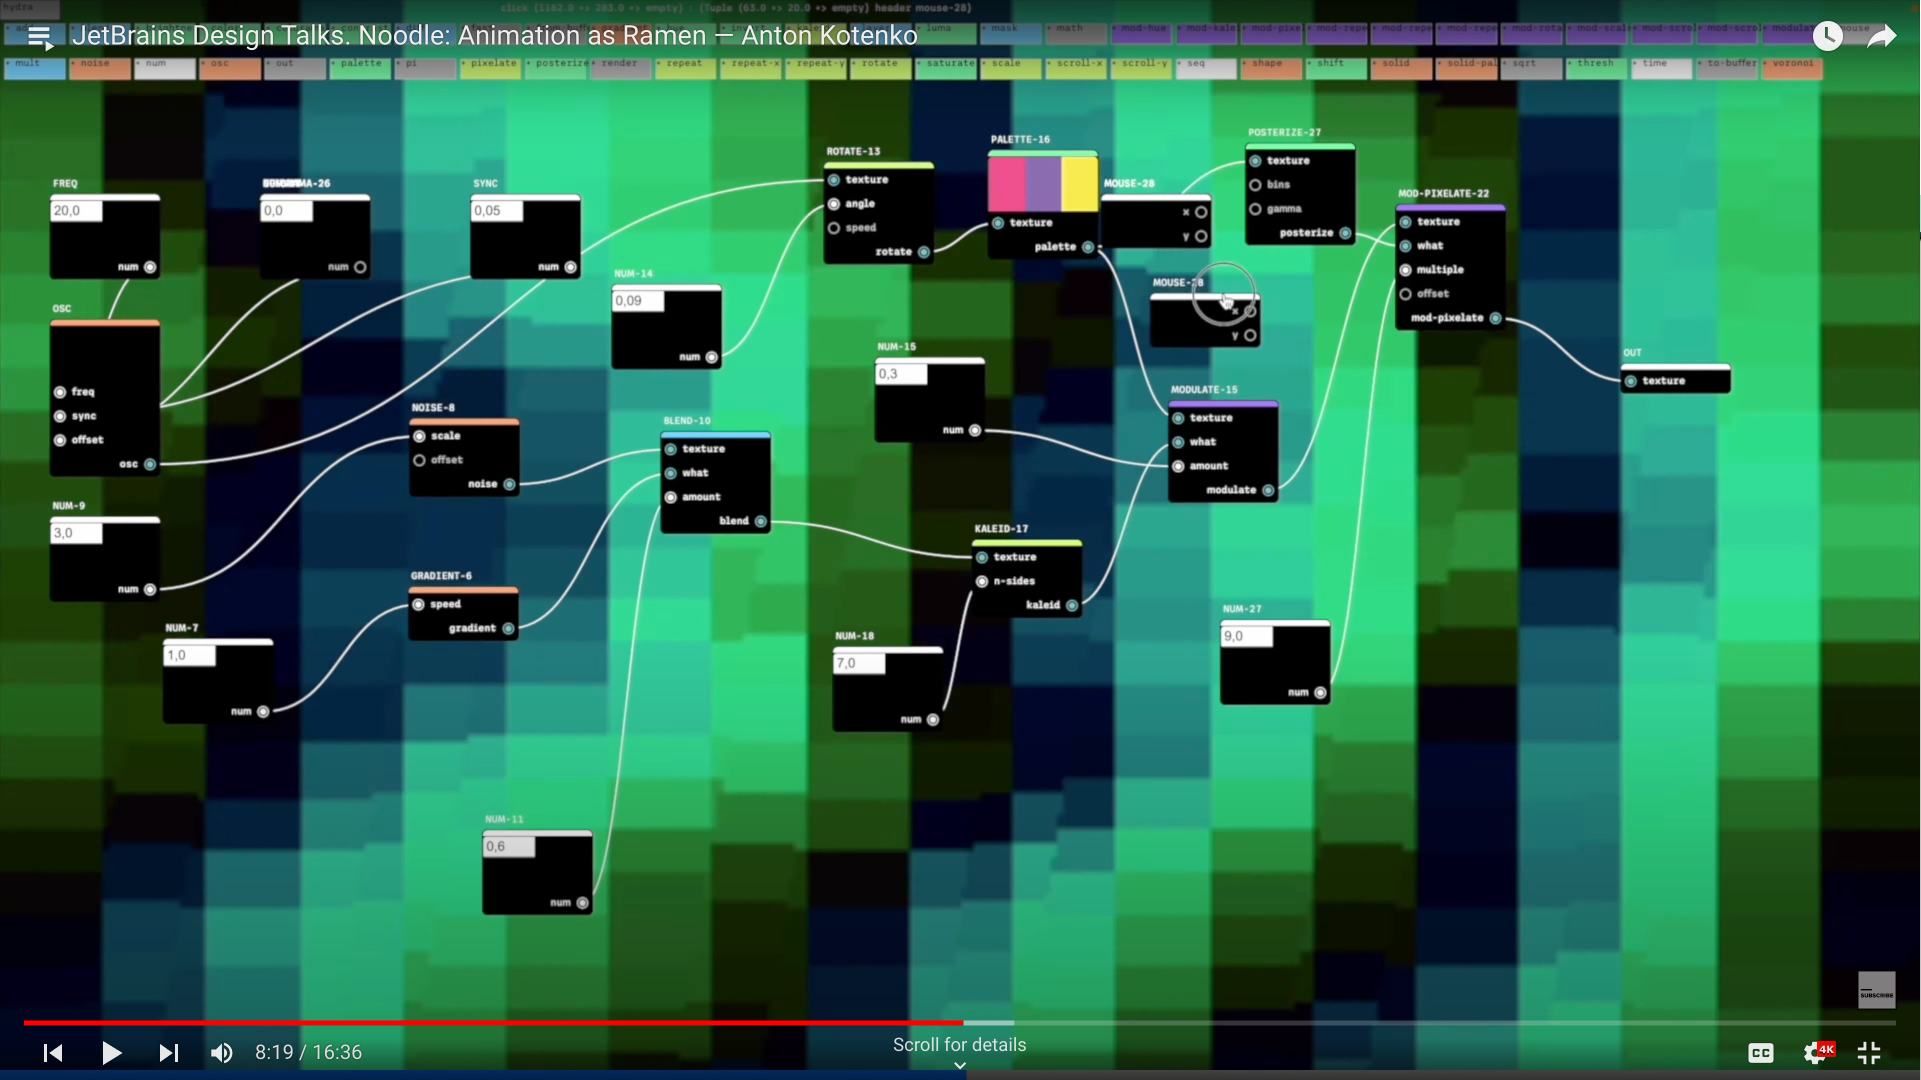 hydra
click (1182.0 -> 283.0 => empty) : (Tuple (63.0 -> 20.0 => empty) header mouse-28)
JetBrains Design Talks. Noodle: Animation as Ramen — Anton Kotenko
luma + mask + math + mod-hue + mod-kale + mod-pixe + mod-repe + mod-repe + mod-repe + mod-rota + mod-scal + mod-scro + mod-scro + modulat mouse
+ mult + noise + num + osc + out + palette + pi + pixelate + posterize + render + repeat + repeat-x + repeat-y + rotate + saturate + scale + scroll-x + scroll-y + seq + shape + shift + solid + solid-pal + sqrt + thresh + time + to-buffer + voronoi
FREQ
20,0
num
MA-26
0,0
num
SYNC
0,05
num
OSC
freq
sync
offset
osc
NUM-9
3,0
num
NUM-7
1,0
num
NOISE-8
scale
offset
noise
GRADIENT-6
speed
gradient
NUM-11
0,6
num
NUM-14
0,09
num
BLEND-10
texture
what
amount
blend
ROTATE-13
texture
angle
speed
rotate
NUM-15
0,3
num
NUM-18
7,0
num
KALEID-17
texture
n-sides
kaleid
PALETTE-16
texture
palette
MOUSE-28
x
y
MOUSE-28
x
y
MODULATE-15
texture
what
amount
modulate
POSTERIZE-27
texture
bins
gamma
posterize
NUM-27
9,0
num
MOD-PIXELATE-22
texture
what
multiple
offset
mod-pixelate
OUT
texture
SUBSCRIBE
8:19 / 16:36
Scroll for details
CC
4K